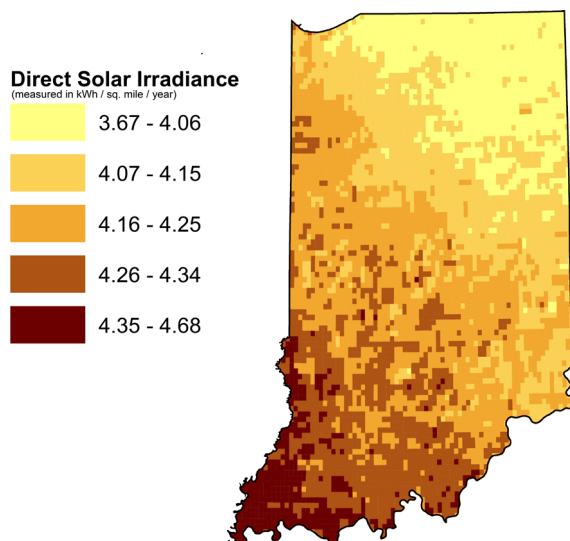 Direct Solar Irradiance
(measured in kWh / sq. mile / year)
3.67 - 4.06
4.07 - 4.15
4.16 - 4.25
4.26 - 4.34
4.35 - 4.68